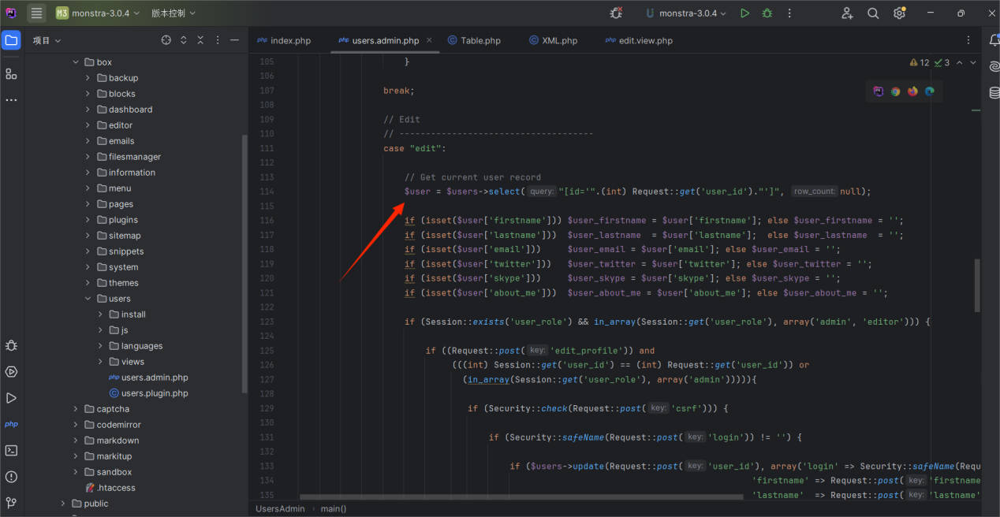 M3 monstra-3.0.4 版本控制 monstra-3.0.4
项目
php index.php php users.admin.php Table.php XML.php php edit.view.php
box
backup
blocks
dashboard
editor
emails
filesmanager
information
menu
pages
plugins
sitemap
snippets
system
themes
users
install
js
languages
views
php users.admin.php
users.plugin.php
captcha
codemirror
markdown
markitup
sandbox
.htaccess
public
php
12 3
105 }
106
107 break;
108
109 // Edit
110 // -------------------------------------
111 case "edit":
112
113 // Get current user record
114 $user = $users->select( query: "[id='".(int) Request::get('user_id')."']", row_count: null);
115
116 if (isset($user['firstname'])) $user_firstname = $user['firstname']; else $user_firstname = '';
117 if (isset($user['lastname'])) $user_lastname = $user['lastname']; else $user_lastname = '';
118 if (isset($user['email'])) $user_email = $user['email']; else $user_email = '';
119 if (isset($user['twitter'])) $user_twitter = $user['twitter']; else $user_twitter = '';
120 if (isset($user['skype'])) $user_skype = $user['skype']; else $user_skype = '';
121 if (isset($user['about_me'])) $user_about_me = $user['about_me']; else $user_about_me = '';
122
123 if (Session::exists('user_role') && in_array(Session::get('user_role'), array('admin', 'editor'))) {
124
125 if ((Request::post( key: 'edit_profile')) and
126 (((int) Session::get('user_id') == (int) Request::get('user_id')) or
127 (in_array(Session::get('user_role'), array('admin'))))){
128
129 if (Security::check(Request::post( key: 'csrf'))) {
130
131 if (Security::safeName(Request::post( key: 'login')) != '') {
132
133 if ($users->update(Request::post( key: 'user_id'), array('login' => Security::safeName(Requ
134 'firstname' => Request::post( key: 'firstname
135 'lastname' => Request::post( key: 'lastname'
UsersAdmin › main()